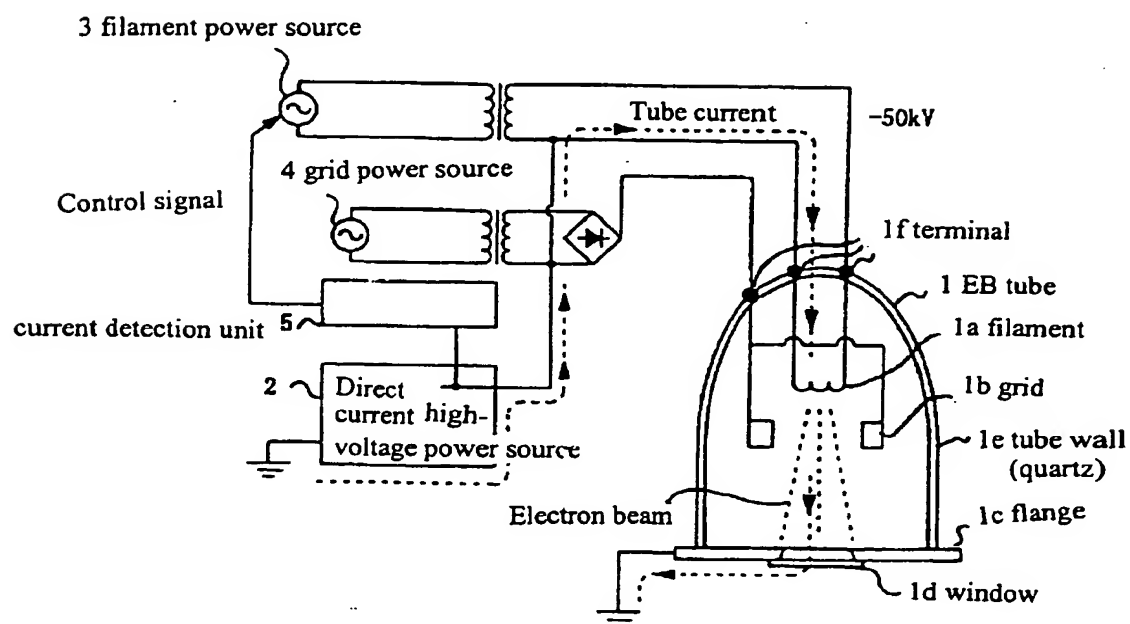 3 filament power source
Tube current
-50kV
4 grid power source
Control signal
1f terminal
1 EB tube
current detection unit 5
1a filament
2 Direct
current high-
voltage power source
1b grid
1e tube wall
(quartz)
Electron beam
1c flange
1d window